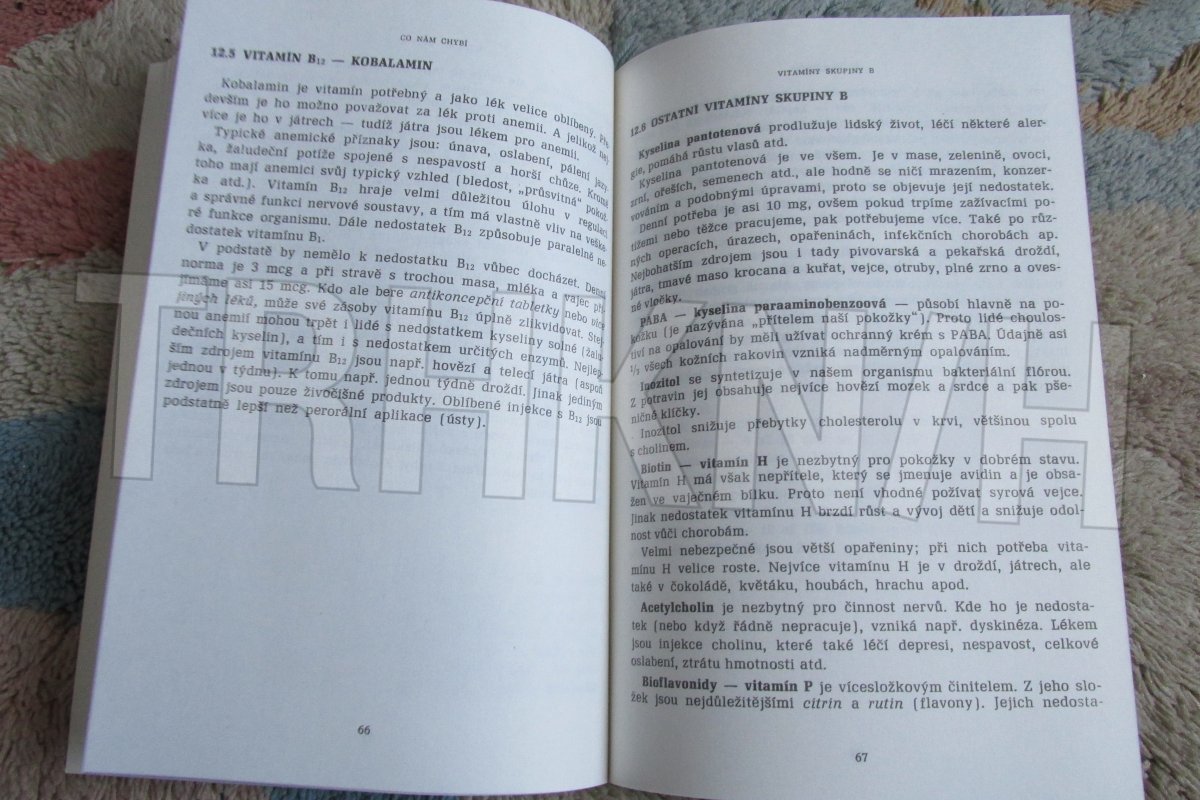 CO NÁM CHYBÍ
12.5 VITAMÍN B₁₂ — KOBALAMIN
Kobalamin je vitamín potřebný a jako lék velice oblíbený. Pře-
devším je ho možno považovat za lék proti anemii. A jelikož nej-
více je ho v játrech — tudíž játra jsou lékem pro anemii.
Typické anemické příznaky jsou: únava, oslabení, pálení jazy-
ka, žaludeční potíže spojené s nespavostí a horší chůze. Kromě
toho mají anemici svůj typický vzhled (bledost, „průsvitná“ pokož-
ka atd.). Vitamín B₁₂ hraje velmi důležitou úlohu v regulaci
a správné funkci nervové soustavy, a tím má vlastně vliv na veške-
ré funkce organismu. Dále nedostatek B₁₂ způsobuje paralelně ne-
dostatek vitamínu B₁.
V podstatě by nemělo k nedostatku B₁₂ vůbec docházet. Denní
norma je 3 mcg a při stravě s trochou masa, mléka a vajec při-
jímáme asi 15 mcg. Kdo ale bere antikoncepční tabletky nebo více
jiných léků, může své zásoby vitamínu B₁₂ úplně zlikvidovat. Stej-
nou anemií mohou trpět i lidé s nedostatkem kyseliny solné (žalu-
dečních kyselin), a tím i s nedostatkem určitých enzymů. Nejlep-
ším zdrojem vitamínu B₁₂ jsou např. hovězí a telecí játra (aspoň
jednou v týdnu). K tomu např. jednou týdně droždí. Jinak jediným
zdrojem jsou pouze živočišné produkty. Oblíbené injekce s B₁₂ jsou
podstatně lepší než perorální aplikace (ústy).
66
VITAMÍNY SKUPINY B
12.6 OSTATNÍ VITAMÍNY SKUPINY B
Kyselina pantotenová prodlužuje lidský život, léčí některé aler-
gie, pomáhá růstu vlasů atd.
Kyselina pantotenová je ve všem. Je v mase, zelenině, ovoci,
zrní, ořeších, semenech atd., ale hodně se ničí mrazením, konzer-
vováním a podobnými úpravami, proto se objevuje její nedostatek.
Denní potřeba je asi 10 mg, ovšem pokud trpíme zažívacími po-
tížemi nebo těžce pracujeme, pak potřebujeme více. Také po růz-
ných operacích, úrazech, opařeninách, infekčních chorobách ap.
Nejbohatším zdrojem jsou i tady pivovarská a pekařská droždí,
játra, tmavé maso krocana a kuřat, vejce, otruby, plné zrno a oves-
né vločky.
PABA — kyselina paraaminobenzoová — působí hlavně na po-
kožku (je nazývána „přítelem naší pokožky“). Proto lidé choulos-
tiví na opalování by měli užívat ochranný krém s PABA. Údajně asi
⅓ všech kožních rakovin vzniká nadměrným opalováním.
Inozitol se syntetizuje v našem organismu bakteriální flórou.
Z potravin jej obsahuje nejvíce hovězí mozek a srdce a pak pše-
ničné klíčky.
Inozitol snižuje přebytky cholesterolu v krvi, většinou spolu
s cholinem.
Biotin — vitamín H je nezbytný pro pokožky v dobrém stavu.
Vitamín H má však nepřítele, který se jmenuje avidin a je obsa-
žen ve vaječném bílku. Proto není vhodné požívat syrová vejce.
Jinak nedostatek vitamínu H brzdí růst a vývoj dětí a snižuje odol-
nost vůči chorobám.
Velmi nebezpečné jsou větší opařeniny; při nich potřeba vita-
mínu H velice roste. Nejvíce vitamínu H je v droždí, játrech, ale
také v čokoládě, květáku, houbách, hrachu apod.
Acetylcholin je nezbytný pro činnost nervů. Kde ho je nedosta-
tek (nebo když řádně nepracuje), vzniká např. dyskinéza. Lékem
jsou injekce cholinu, které také léčí depresi, nespavost, celkové
oslabení, ztrátu hmotnosti atd.
Bioflavonidy — vitamín P je vícesložkovým činitelem. Z jeho slo-
žek jsou nejdůležitějšími citrin a rutin (flavony). Jejich nedosta-
67
TRHKNIH